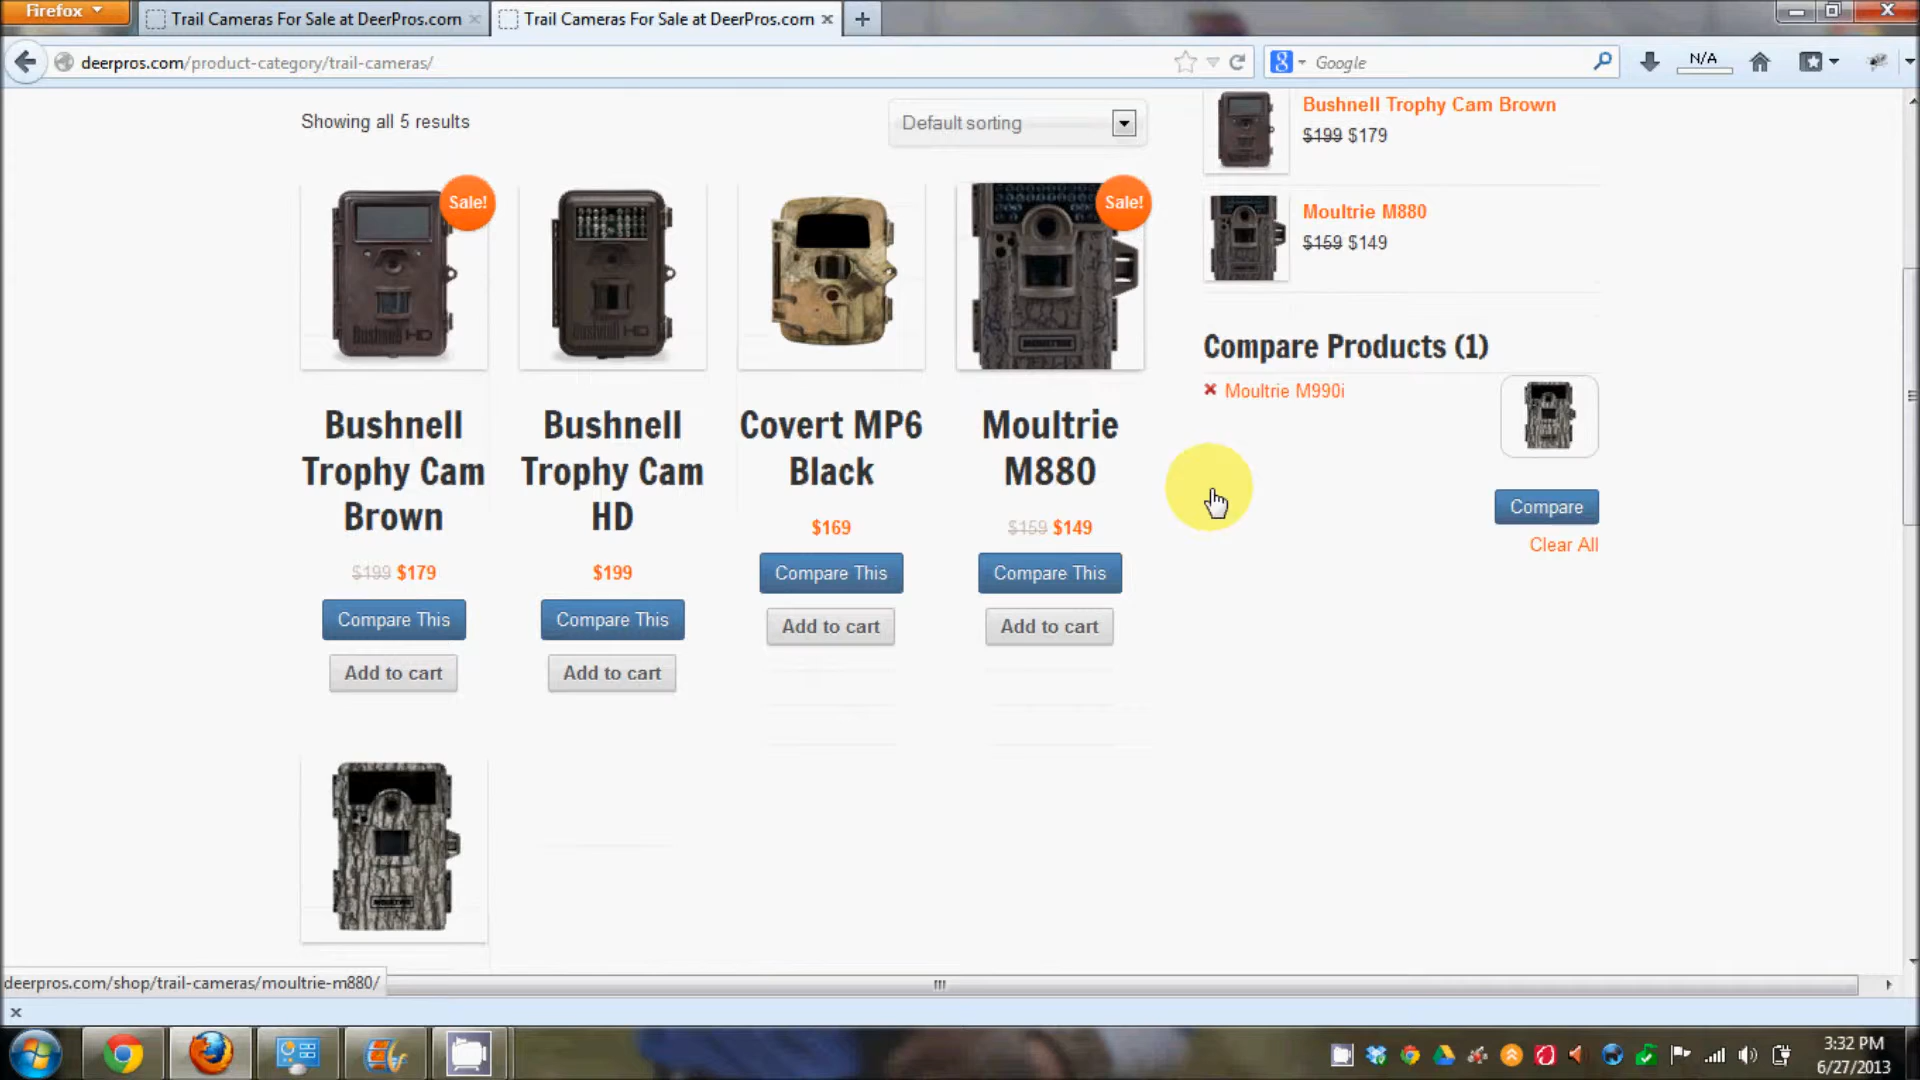 Firefox
Trail Cameras For Sale at DeerPros.com
Trail Cameras For Sale at DeerPros.com
deerpros.com/product-category/trail-cameras/
Google
N/A
Showing all 5 results
Default sorting
Sale!
Sale!
Bushnell HD
Bushnell HD
Bushnell
Trophy Cam
Brown
$199 $179
Compare This
Add to cart
Bushnell
Trophy Cam
HD
$199
Compare This
Add to cart
Covert MP6
Black
$169
Compare This
Add to cart
Moultrie
M880
$159 $149
Compare This
Add to cart
Bushnell Trophy Cam Brown
$199 $179
Moultrie M880
$159 $149
Compare Products (1)
Moultrie M990i
Compare
Clear All
deerpros.com/shop/trail-cameras/moultrie-m880/
3:32 PM
6/27/2013